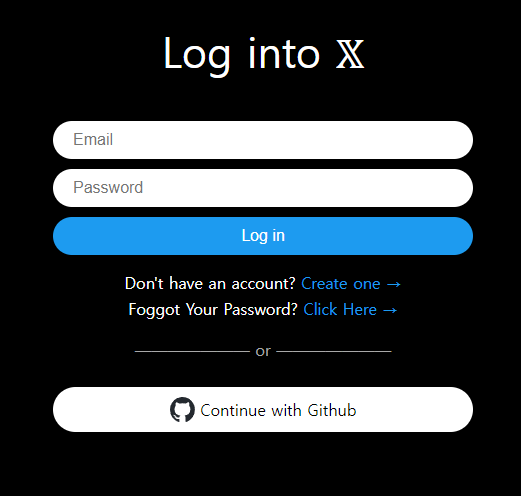 Log into 𝕏
Email
Password
Log in
Don't have an account? Create one →
Foggot Your Password? Click Here →
or
Continue with Github